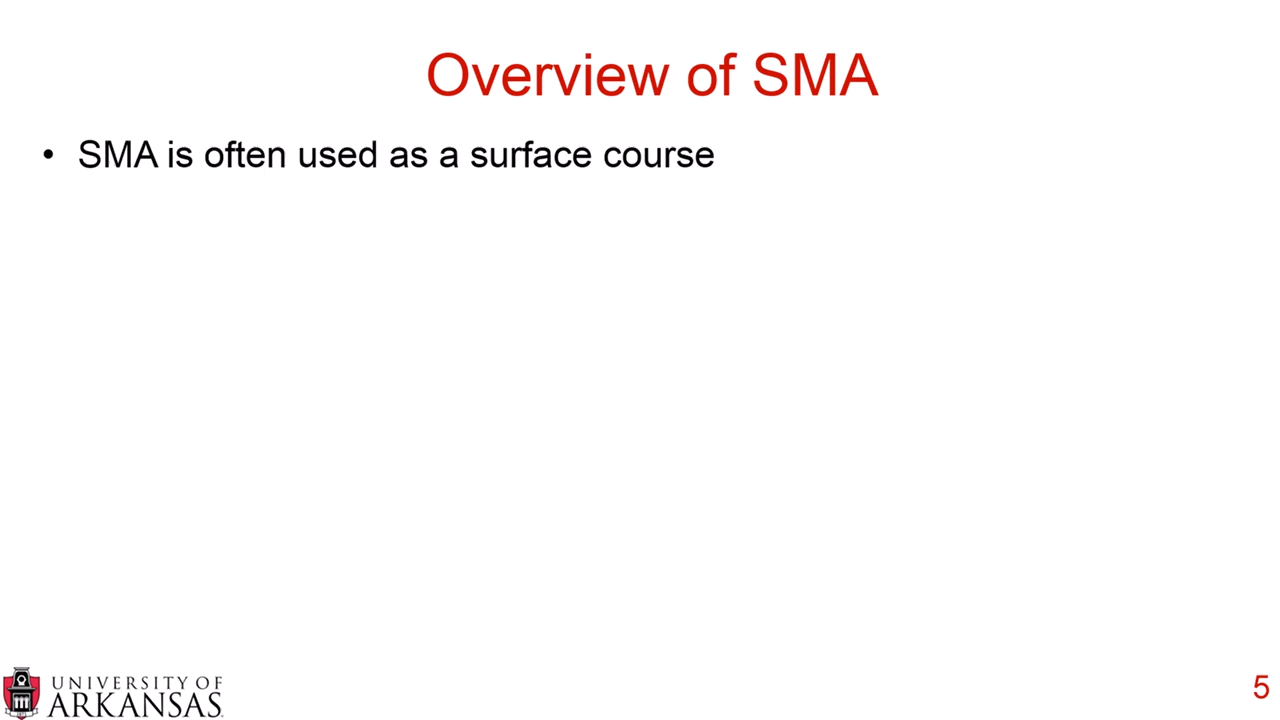 Overview of SMA
• SMA is often used as a surface course
UNIVERSITY OF
ARKANSAS
5